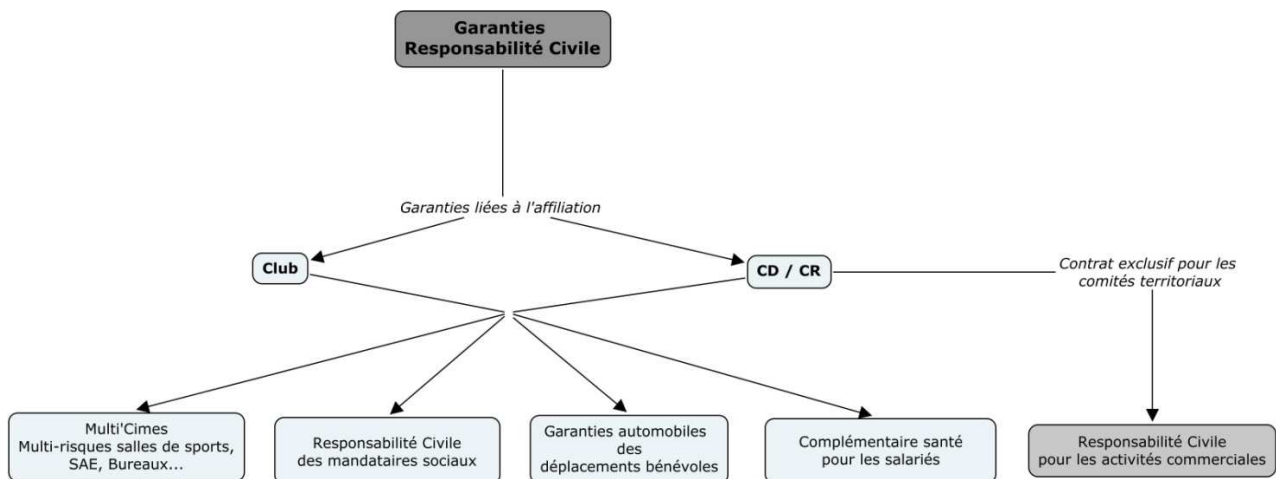 Garanties
Responsabilité Civile
Garanties liées à l'affiliation
Club
CD / CR
Contrat exclusif pour les
comités territoriaux
Multi'Cimes
Multi-risques salles de sports,
SAE, Bureaux...
Responsabilité Civile
des mandataires sociaux
Garanties automobiles
des
déplacements bénévoles
Complémentaire santé
pour les salariés
Responsabilité Civile
pour les activités commerciales